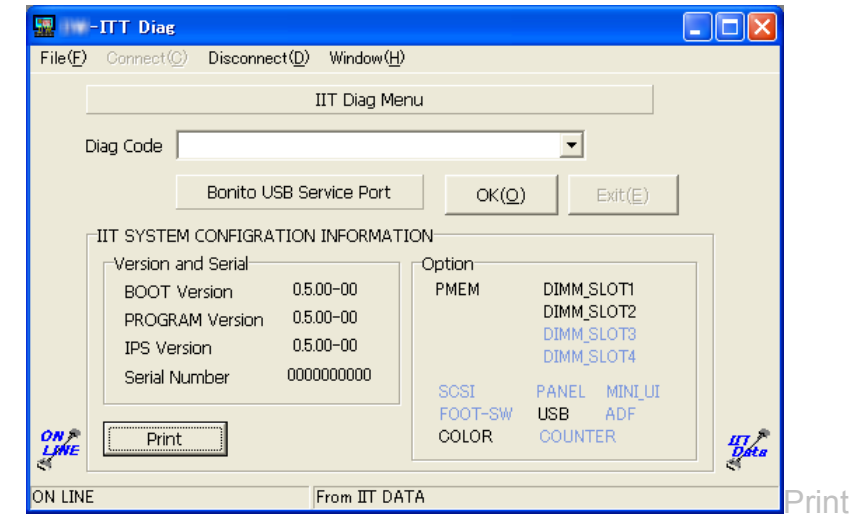 -IIT Diag
File(F) Connect(C) Disconnect(D) Window(H)
IIT Diag Menu
Diag Code
Bonito USB Service Port OK(O) Exit(E)
IIT SYSTEM CONFIGRATION INFORMATION
Version and Serial
BOOT Version 0.5.00-00
PROGRAM Version 0.5.00-00
IPS Version 0.5.00-00
Serial Number 0000000000
Option
PMEM DIMM_SLOT1
DIMM_SLOT2
DIMM_SLOT3
DIMM_SLOT4
SCSI PANEL MINI_UI
FOOT-SW USB ADF
COLOR COUNTER
ON LINE
Print
IIT Data
ON LINE From IIT DATA
Print